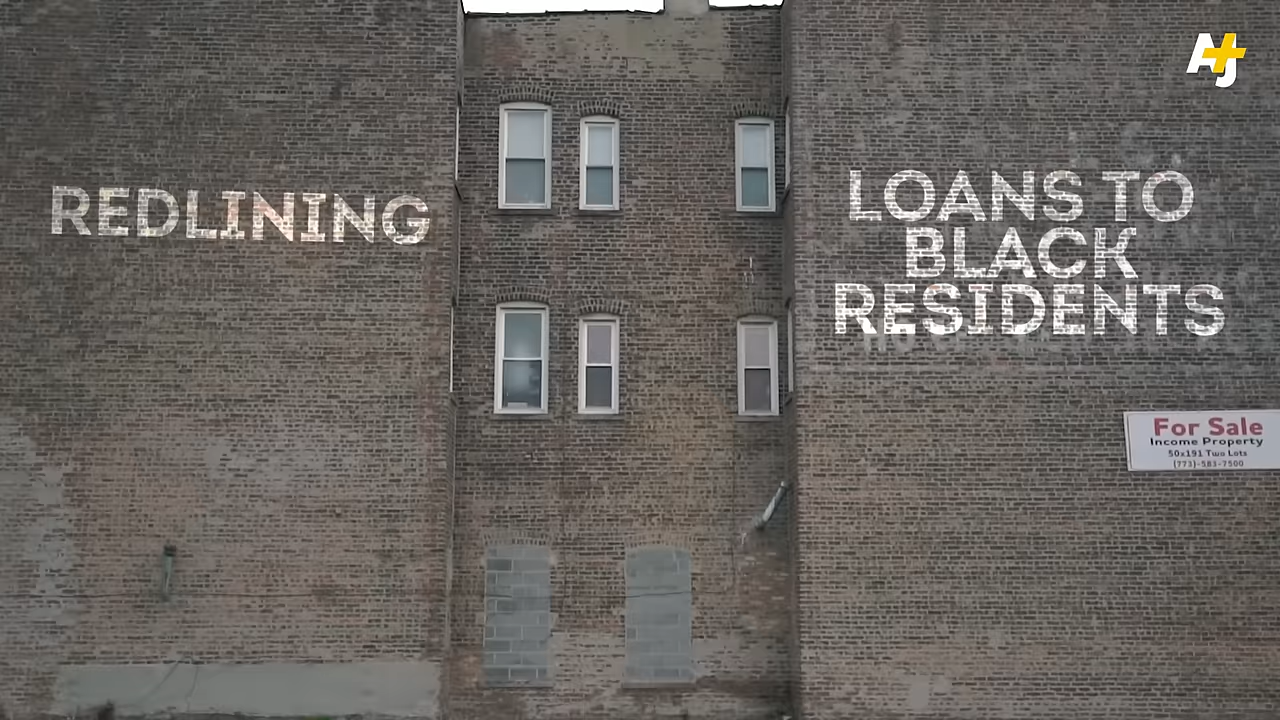 REDLINING
LOANS TO
BLACK
RESIDENTS
For Sale
Income Property
50x191 Two Lots
(773)-583-7500
AJ+